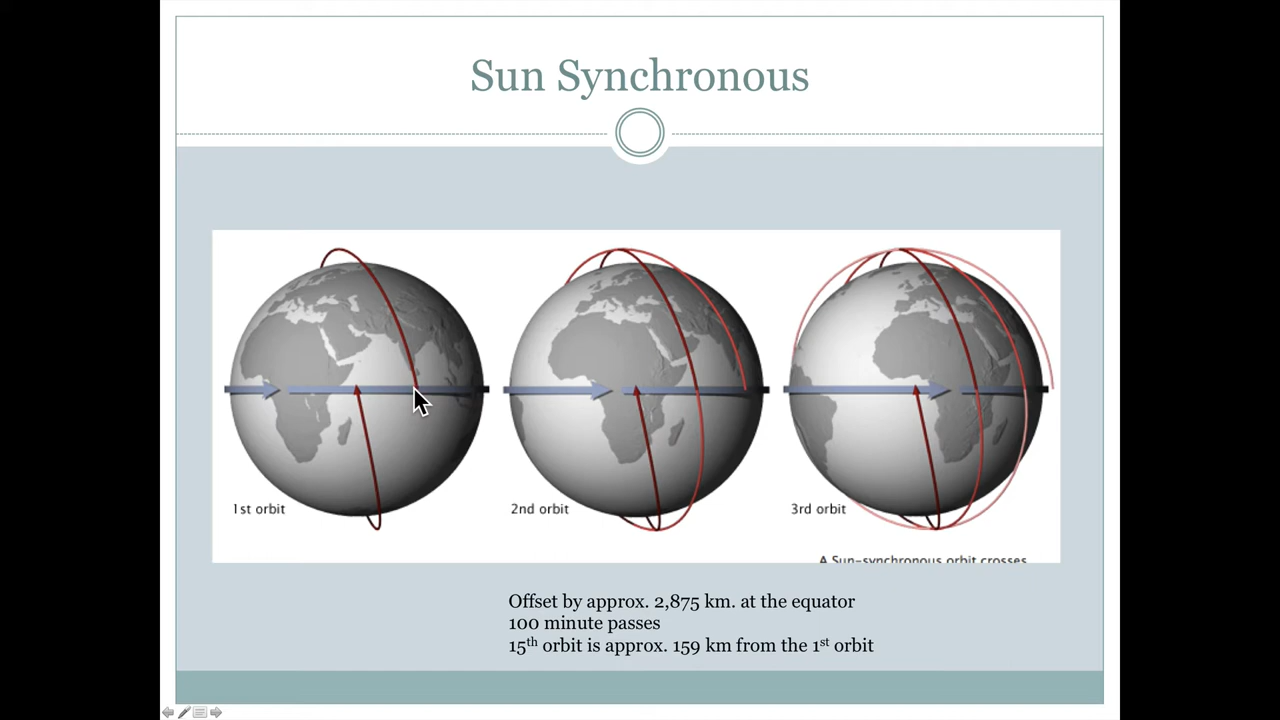 Sun Synchronous
1st orbit
2nd orbit
3rd orbit
A Sun-synchronous orbit crosses
Offset by approx. 2,875 km. at the equator
100 minute passes
15th orbit is approx. 159 km from the 1st orbit